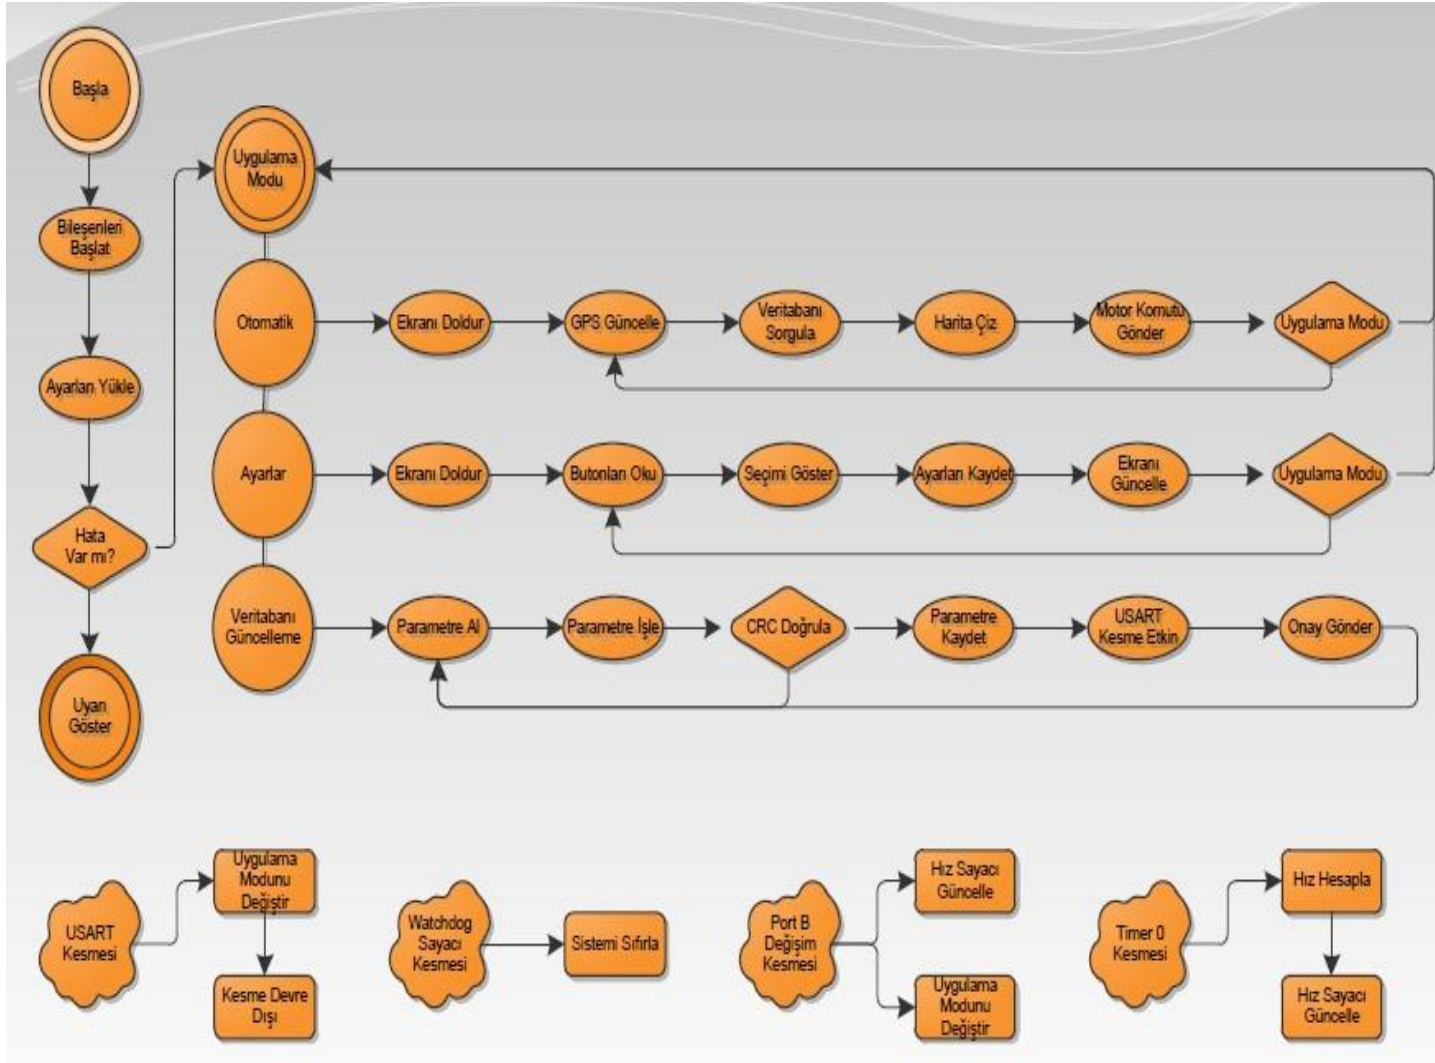 Başla
Bileşenleri
Başlat
Ayarları Yükle
Hata
Var mı?
Uyarı
Göster
Uygulama
Modu
Otomatik
Ekranı Doldur
GPS Güncelle
Veritabanı
Sorgula
Harita Çiz
Motor Komutu
Gönder
Uygulama Modu
Ayarlar
Ekranı Doldur
Butonları Oku
Seçimi Göster
Ayarları Kaydet
Ekranı
Güncelle
Uygulama Modu
Veritabanı
Güncelleme
Parametre Al
Parametre İşle
CRC Doğrula
Parametre
Kaydet
USART
Kesme Etkin
Onay Gönder
USART
Kesmesi
Uygulama
Modunu
Değiştir
Kesme Devre
Dışı
Watchdog
Sayacı
Kesmesi
Sistemi Sıfırla
Port B
Değişim
Kesmesi
Hız Sayacı
Güncelle
Uygulama
Modunu
Değiştir
Timer 0
Kesmesi
Hız Hesapla
Hız Sayacı
Güncelle